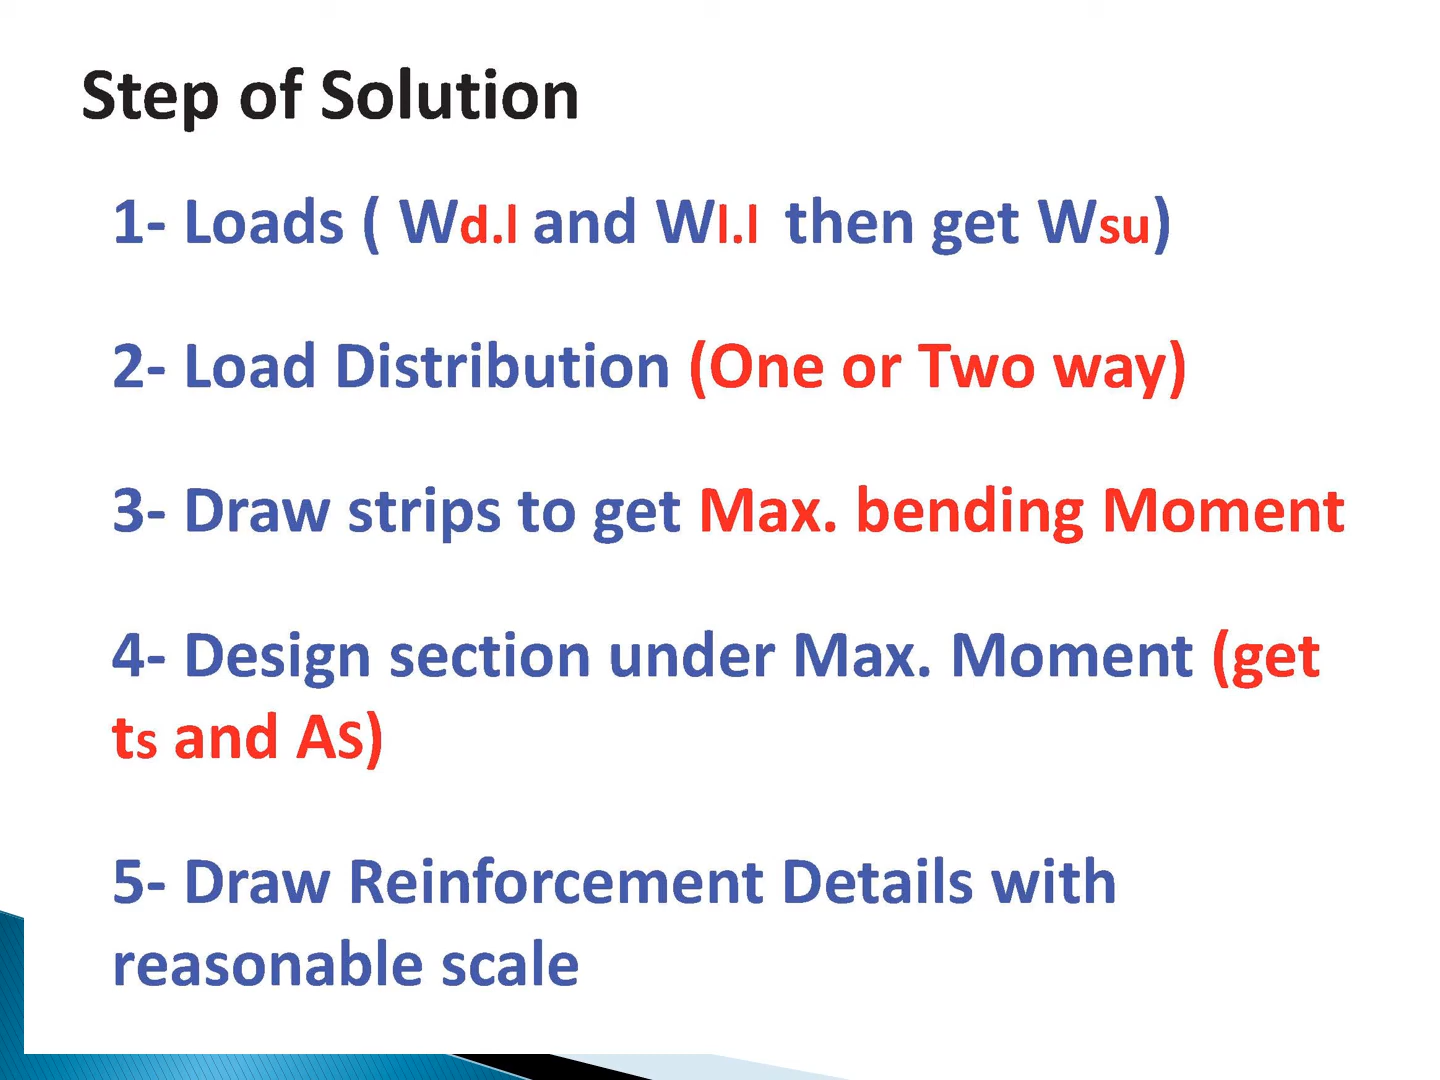 Step of Solution
1- Loads ( Wd.l and Wl.l then get Wsu)
2- Load Distribution (One or Two way)
3- Draw strips to get Max. bending Moment
4- Design section under Max. Moment (get
ts and AS)
5- Draw Reinforcement Details with
reasonable scale